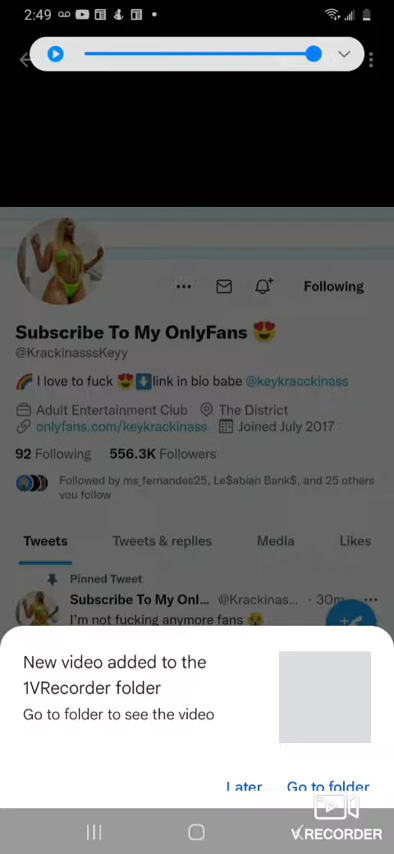 2:49
Following
Subscribe To My OnlyFans 😍
@KrackinasssKeyy
🌈 I love to fuck 😍⬇️link in bio babe @keykracckinass
Adult Entertainment Club The District
onlyfans.com/keykrackinass Joined July 2017
92 Following 556.3K Followers
Followed by ms_fernandes25, Le$abian Bank$, and 25 others
you follow
Tweets Tweets & replies Media Likes
Pinned Tweet
Subscribe To My Onl... @Krackinas... · 30m
I'm not fucking anymore fans
New video added to the
1VRecorder folder
Go to folder to see the video
Later Go to folder
V.RECORDER